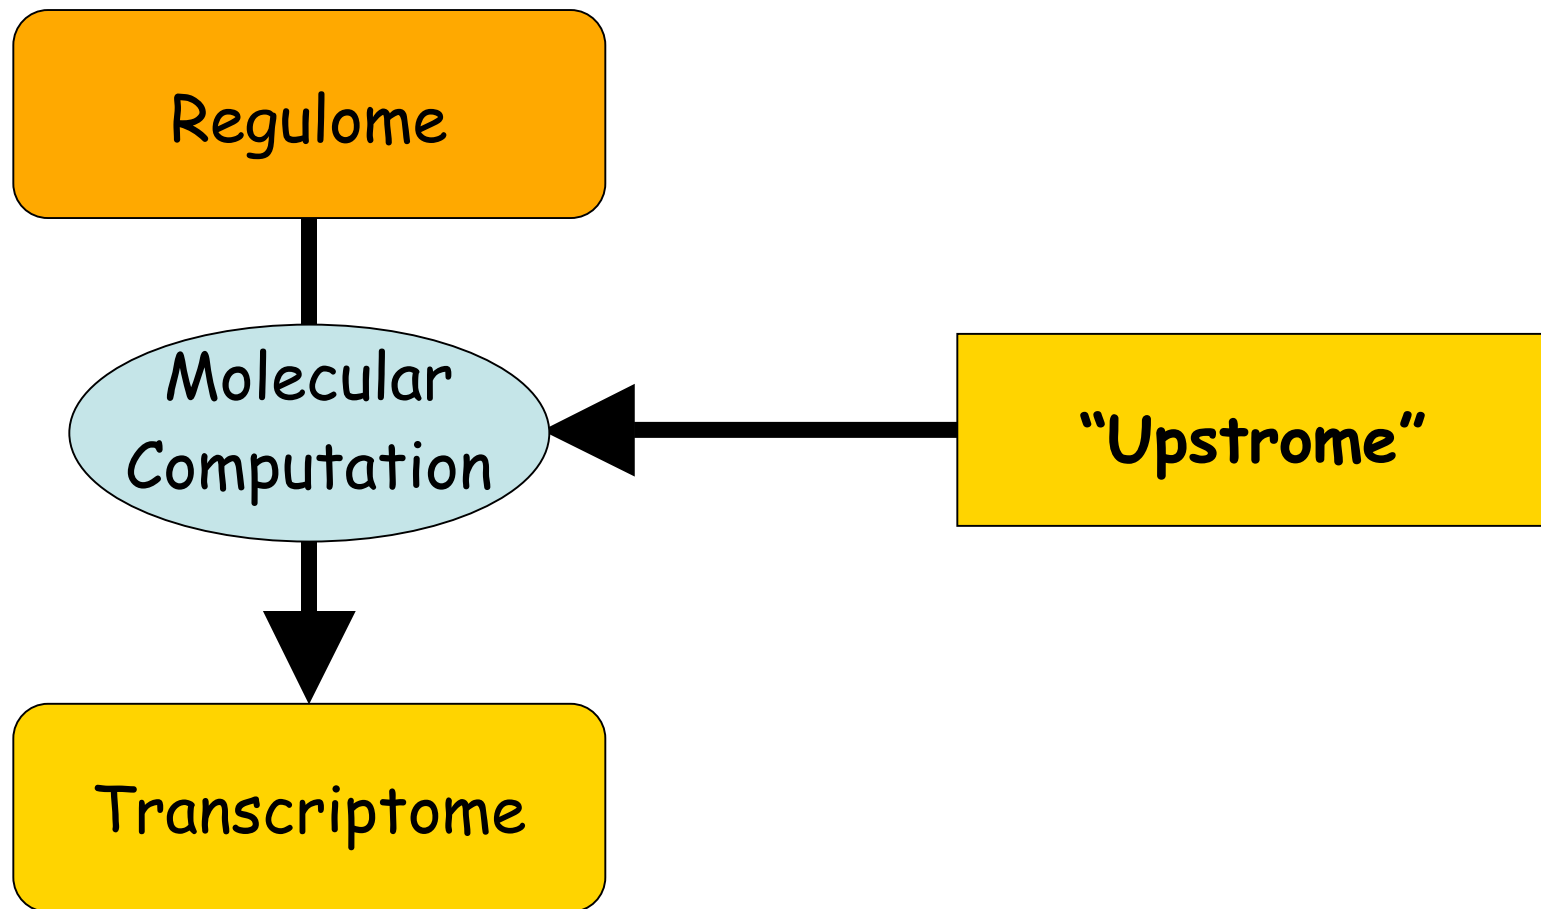 Regulome
Molecular
Computation
“Upstrome”
Transcriptome